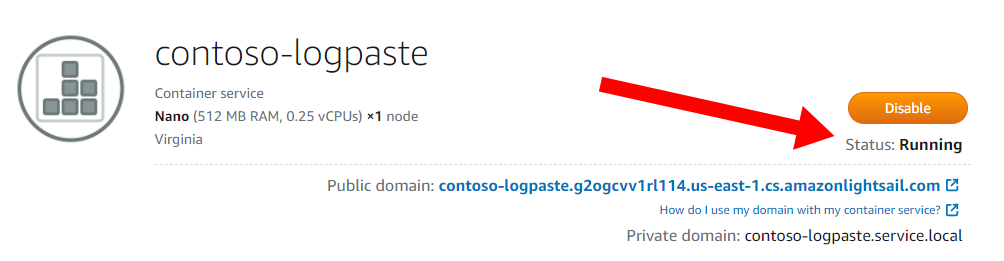 contoso-logpaste
Container service
Nano (512 MB RAM, 0.25 vCPUs) ×1 node
Virginia
Disable
Status: Running
Public domain: contoso-logpaste.g2ogcvv1rl114.us-east-1.cs.amazonlightsail.com
How do I use my domain with my container service?
Private domain: contoso-logpaste.service.local